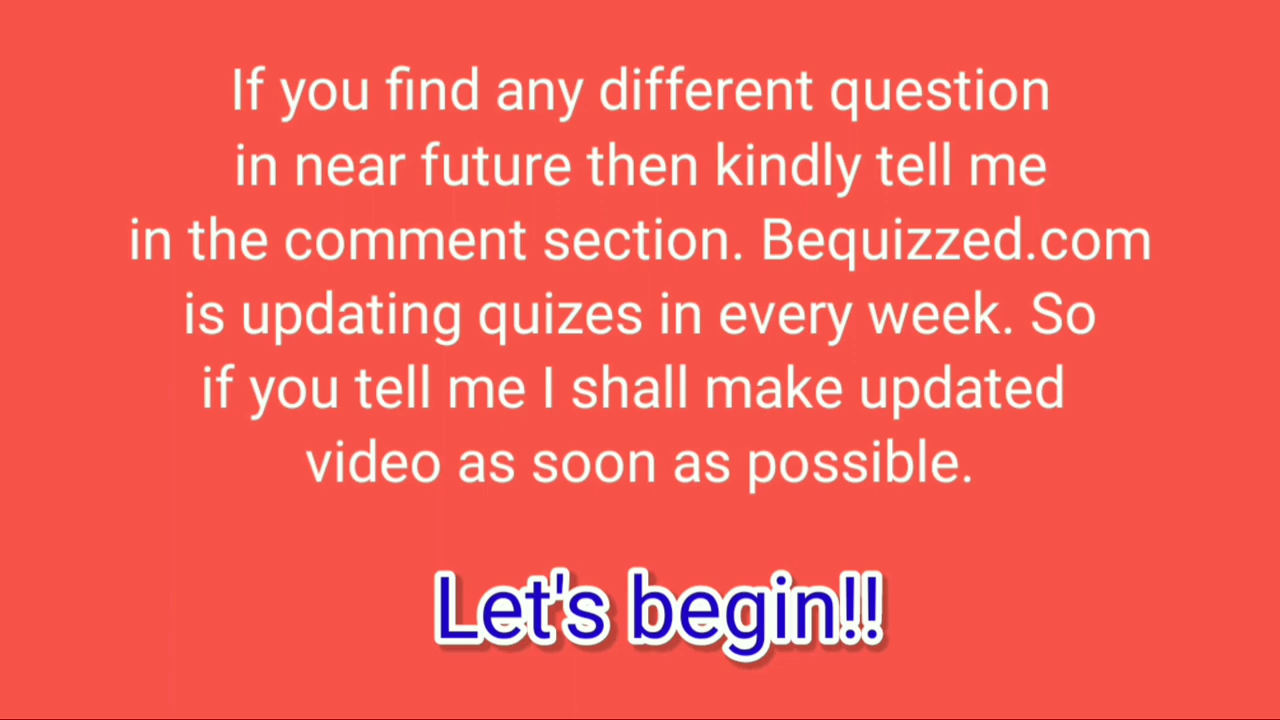 If you find any different question
in near future then kindly tell me
in the comment section. Bequizzed.com
is updating quizes in every week. So
if you tell me I shall make updated
video as soon as possible.
Let's begin!!